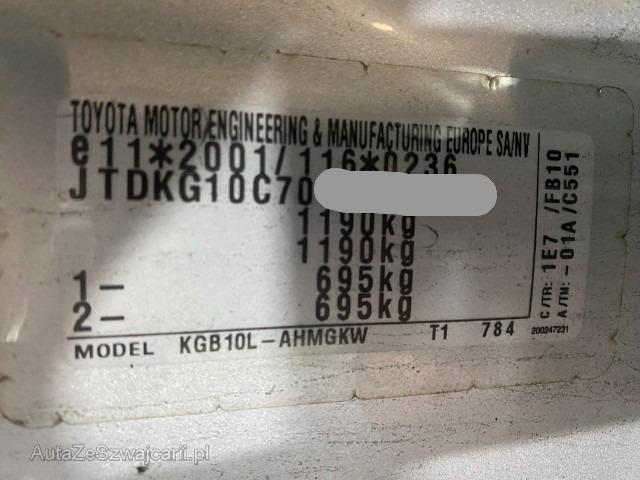 TOYOTA MOTOR ENGINEERING & MANUFACTURING EUROPE SA/NV
e11*2001/116*0236
JTDKG10C70
1190kg
1190kg
1- 695kg
2- 695kg
MODEL KGB10L-AHMGKW T1 784
C/TR: 1E7 /FB10
A/TM: -01A /C551
200247231
AutaZeSzwajcarii.pl